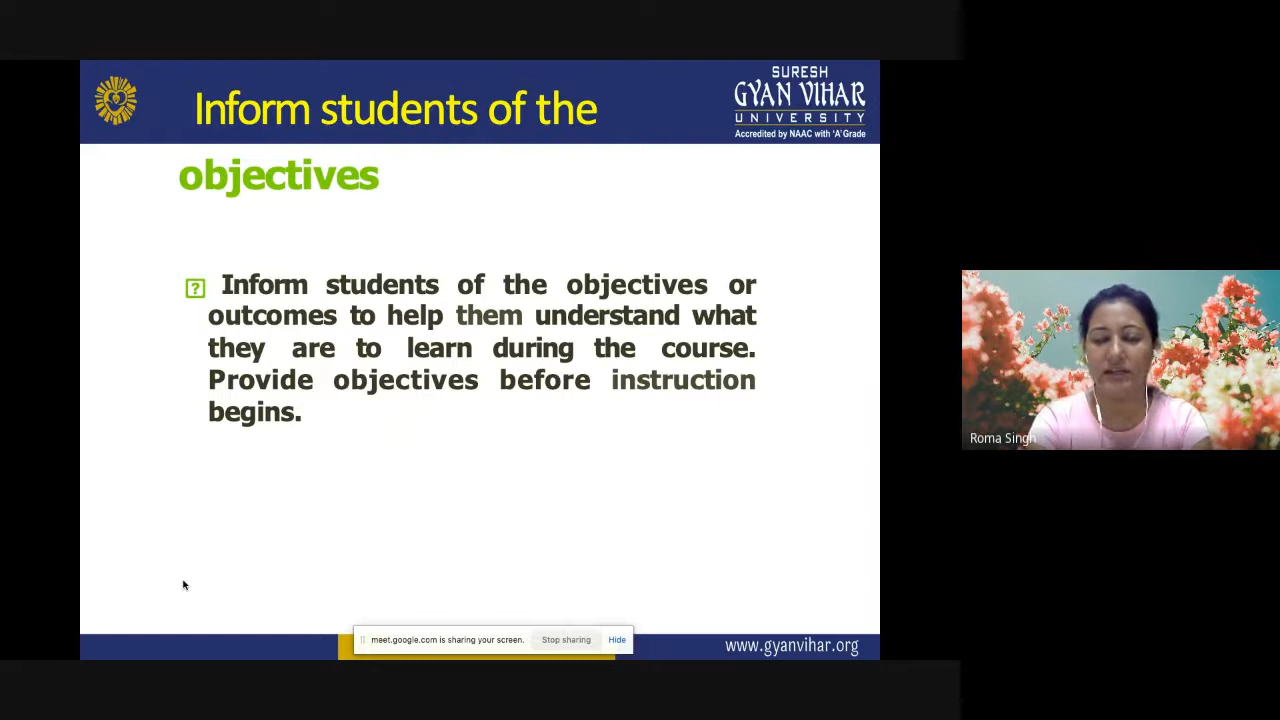 Inform students of the
SURESH
GYAN VIHAR
UNIVERSITY
Accredited by NAAC with 'A' Grade
objectives
? Inform students of the objectives or
outcomes to help them understand what
they are to learn during the course.
Provide objectives before instruction
begins.
Roma Singh
meet.google.com is sharing your screen. Stop sharing Hide
www.gyanvihar.org